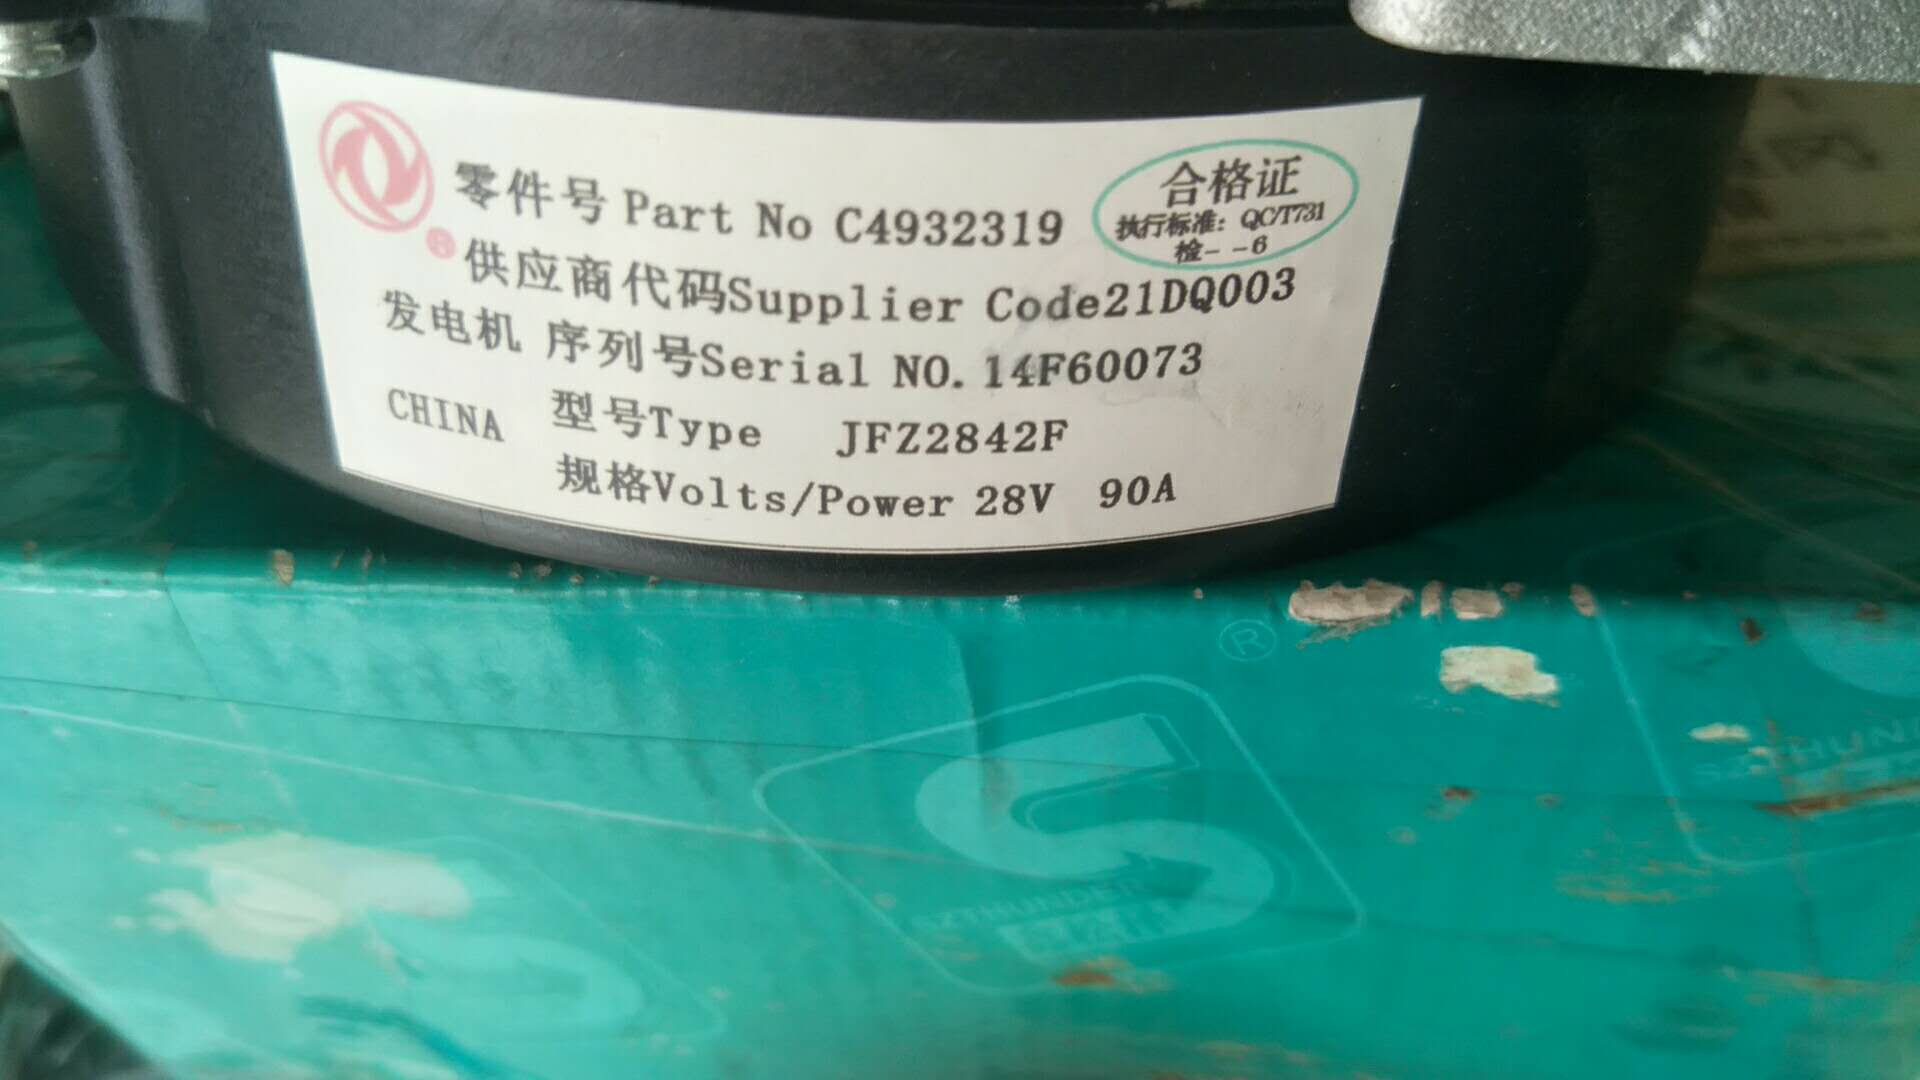 零件号 Part No C4932319
合格证
执行标准: QC/T731
检- -6
®
供应商代码Supplier Code21DQ003
发电机 序列号Serial NO. 14F60073
CHINA 型号Type JFZ2842F
规格Volts/Power 28V 90A
®
SZTHUNDER